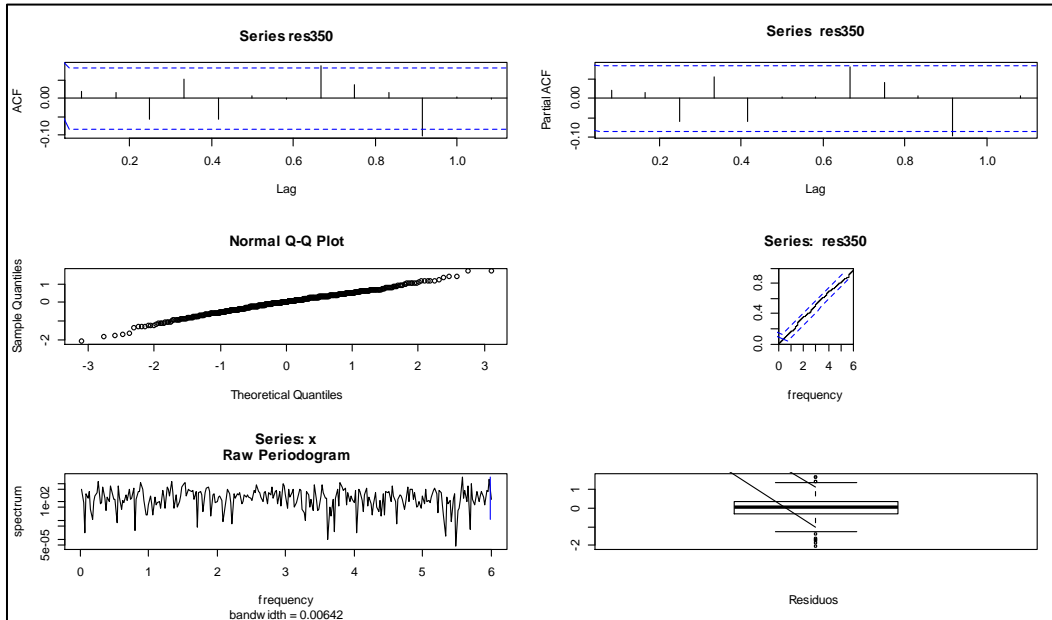 Series res350
ACF
0.00
-0.10
0.2
0.4
0.6
0.8
1.0
Lag
Series res350
Partial ACF
0.00
-0.10
0.2
0.4
0.6
0.8
1.0
Lag
Normal Q-Q Plot
Sample Quantiles
1
0
-2
-3
-2
-1
0
1
2
3
Theoretical Quantiles
Series: res350
0.8
0.4
0.0
0
2
4
6
frequency
Series: x
Raw Periodogram
spectrum
1e-02
5e-05
0
1
2
3
4
5
6
frequency
bandwidth = 0.00642
1
0
-2
Residuos